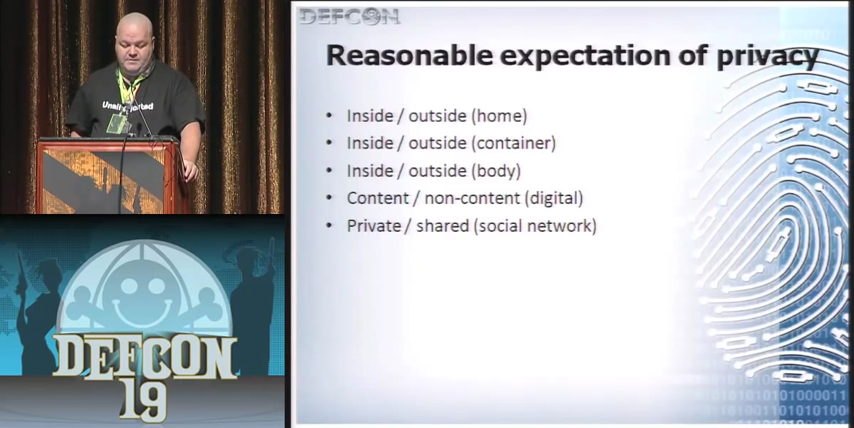 DEFCON
Reasonable expectation of privacy
• Inside / outside (home)
• Inside / outside (container)
• Inside / outside (body)
• Content / non-content (digital)
• Private / shared (social network)
DEFCON
19